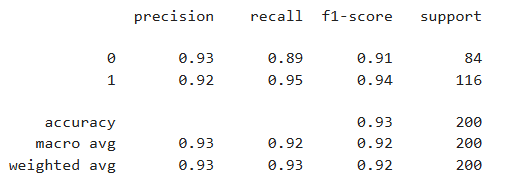 precision recall f1-score support
0 0.93 0.89 0.91 84
1 0.92 0.95 0.94 116
accuracy 0.93 200
macro avg 0.93 0.92 0.92 200
weighted avg 0.93 0.93 0.92 200